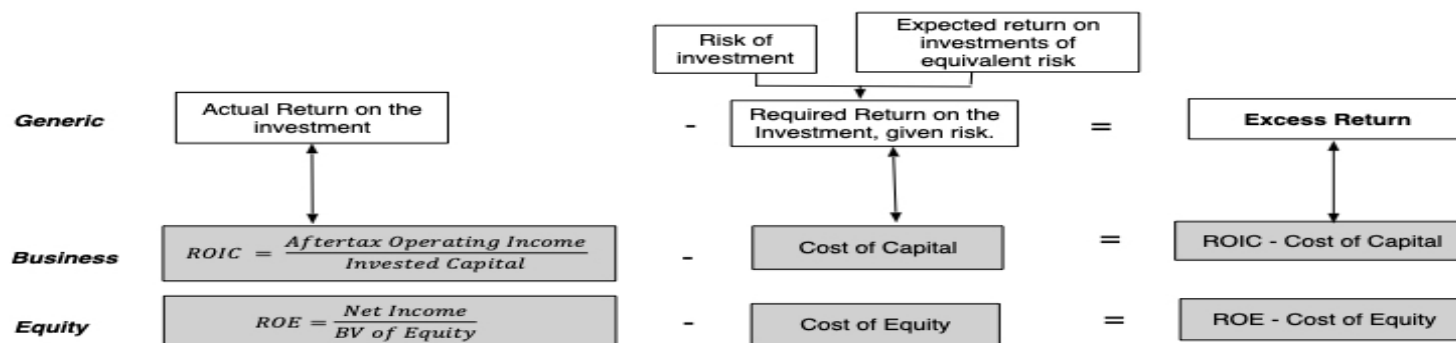 Risk of
investment
Expected return on
investments of
equivalent risk
Generic
Actual Return on the
investment
-
Required Return on the
Investment, given risk.
=
Excess Return
Business
ROIC = Aftertax Operating Income / Invested Capital
-
Cost of Capital
=
ROIC - Cost of Capital
Equity
ROE = Net Income / BV of Equity
-
Cost of Equity
=
ROE - Cost of Equity